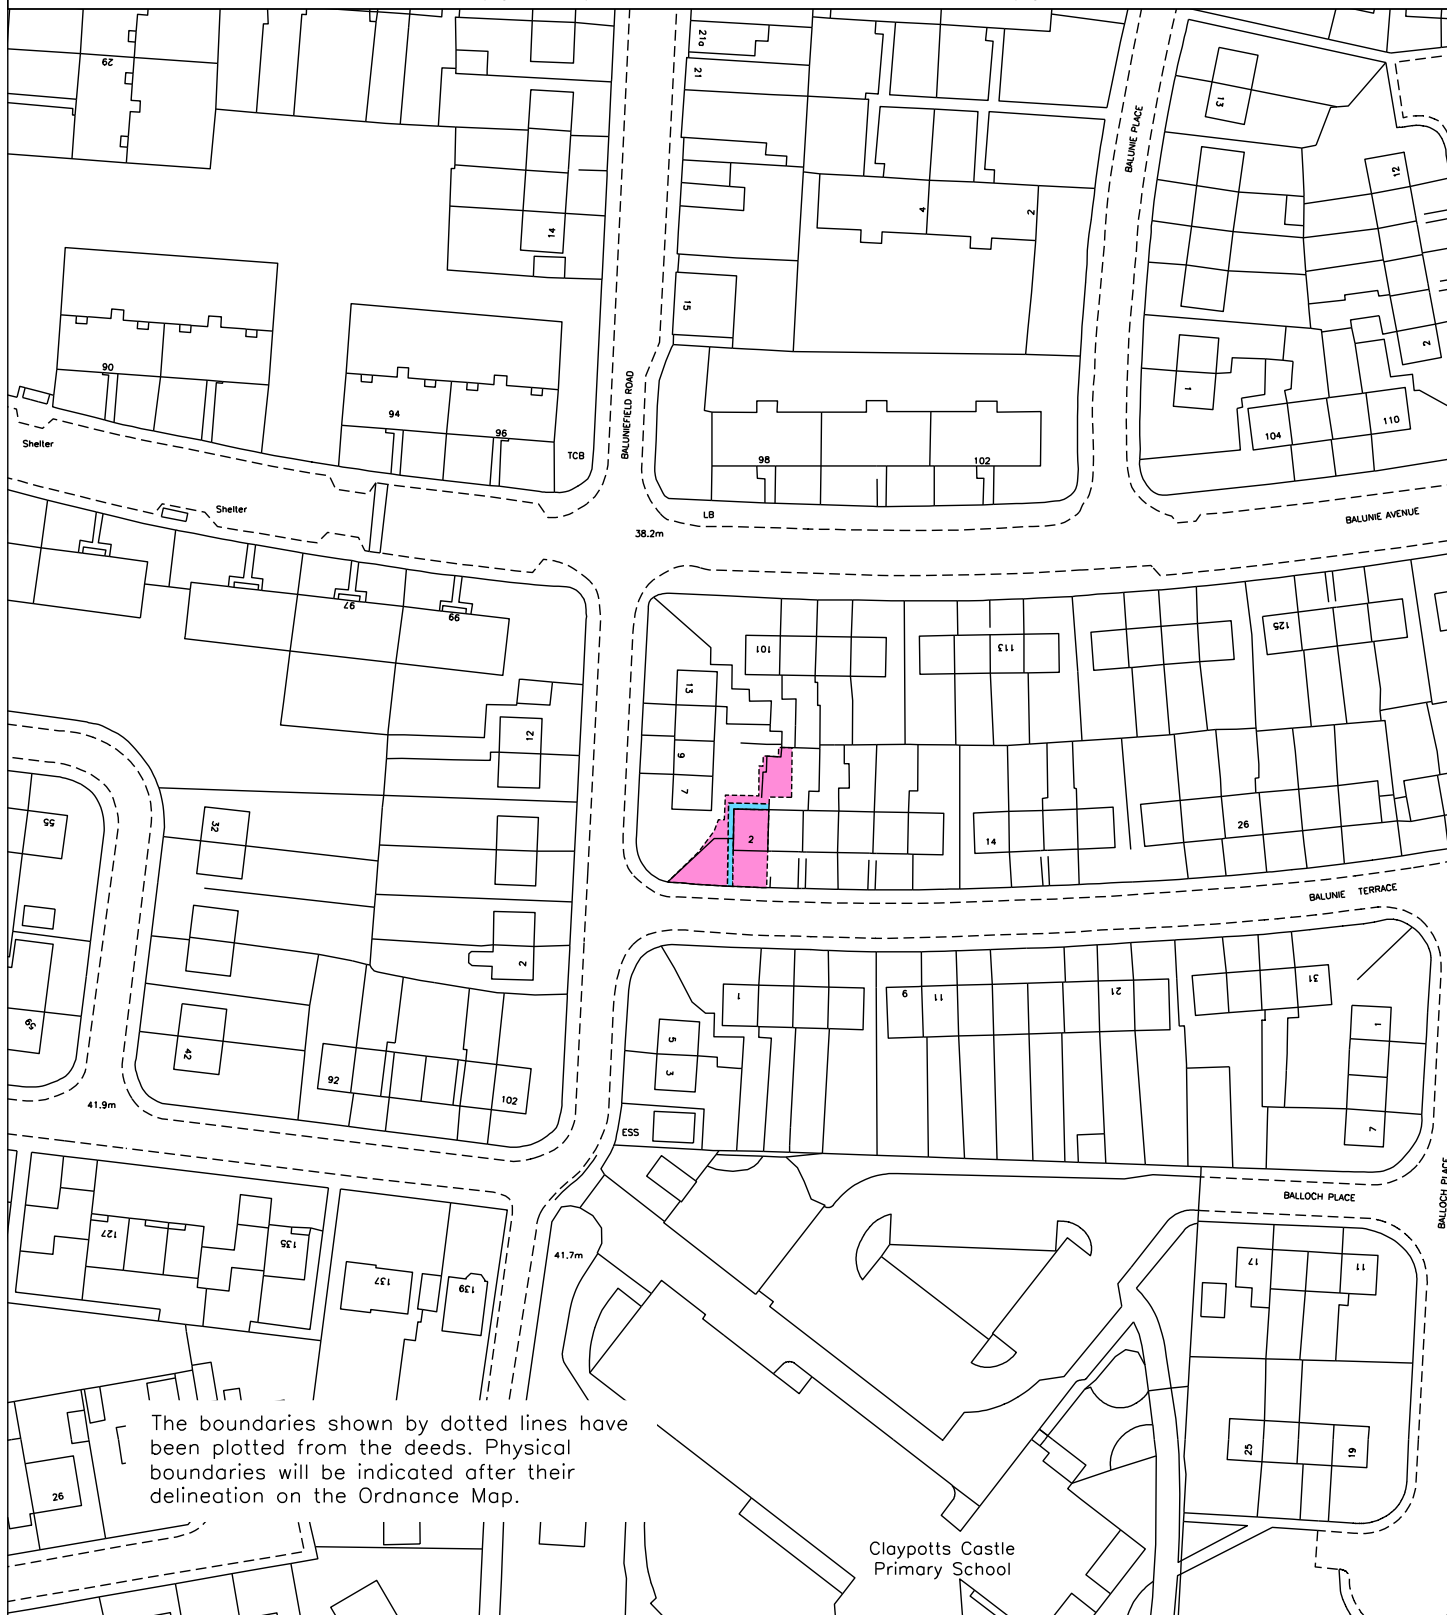 29
21a
21
BALUNIE PLACE
13
12
14
4
2
15
2
90
94
96
BALUNIEFIELD ROAD
98
102
1
104
110
Shelter
TCB
Shelter
LB
38.2m
BALUNIE AVENUE
97
99
101
113
125
13
12
9
7
55
32
2
14
26
BALUNIE TERRACE
2
59
42
92
102
1
9
11
21
31
5
3
1
7
41.9m
ESS
BALLOCH PLACE
BALLOCH PLACE
127
135
137
139
41.7m
17
11
25
19
26
The boundaries shown by dotted lines have
been plotted from the deeds. Physical
boundaries will be indicated after their
delineation on the Ordnance Map.
Claypotts Castle
Primary School